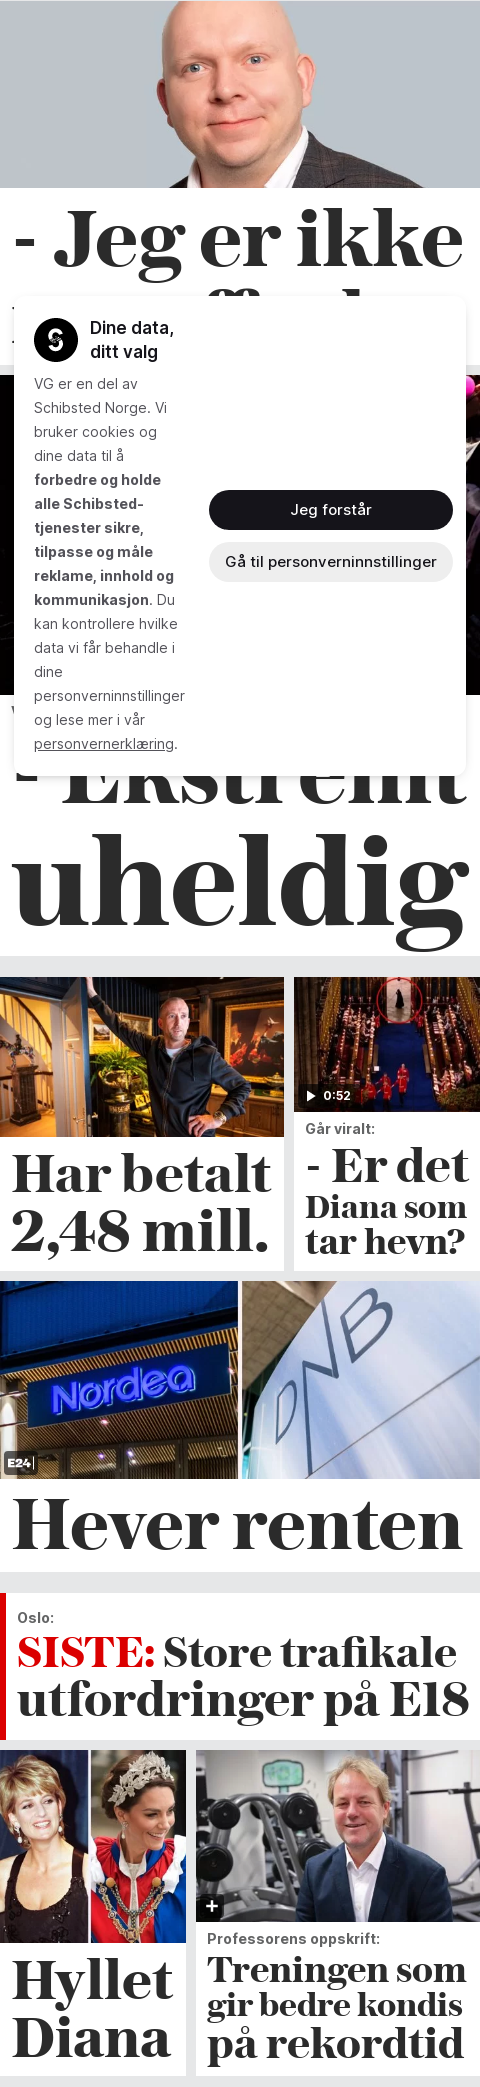 - Jeg er ikke
Dine data,
ditt valg
VG er en del av
Schibsted Norge. Vi
bruker cookies og
dine data til å
forbedre og holde
alle Schibsted-
tjenester sikre,
tilpasse og måle
reklame, innhold og
kommunikasjon. Du
kan kontrollere hvilke
data vi får behandle i
dine
personverninnstillinger
og lese mer i vår
personvernerklæring.
Jeg forstår
Gå til personverninnstillinger
- Ekstremt
uheldig
Har betalt
2,48 mill.
0:52
Går viralt:
- Er det
Diana som
tar hevn?
Nordea
DNB
E24
Hever renten
Oslo:
SISTE: Store trafikale
utfordringer på E18
Hyllet
Diana
Professorens oppskrift:
Treningen som
gir bedre kondis
på rekordtid